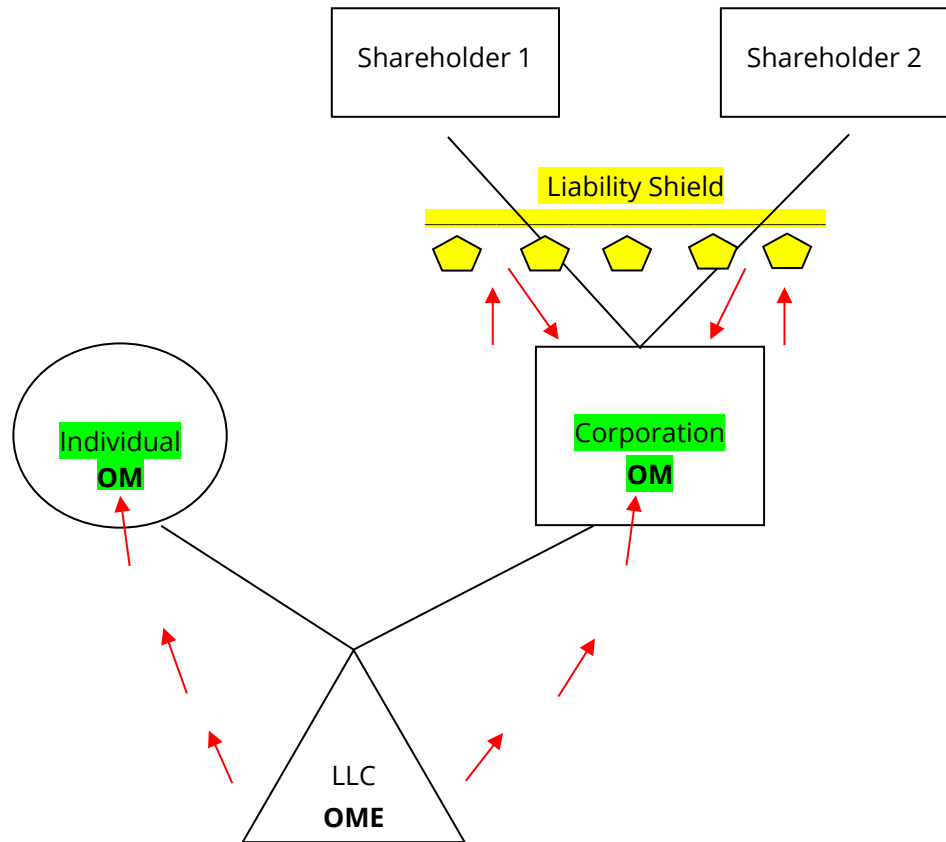 Shareholder 1
Shareholder 2
Liability Shield
Individual
OM
Corporation
OM
LLC
OME